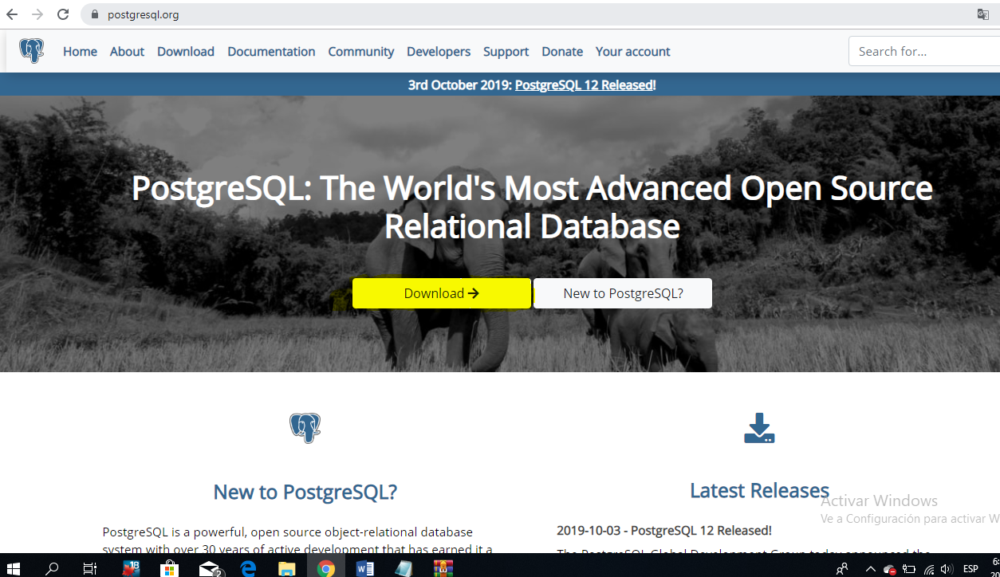 postgresql.org
Home About Download Documentation Community Developers Support Donate Your account
Search for...
3rd October 2019: PostgreSQL 12 Released!
PostgreSQL: The World's Most Advanced Open Source
Relational Database
Download
New to PostgreSQL?
New to PostgreSQL?
PostgreSQL is a powerful, open source object-relational database
system with over 30 years of active development that has earned it a
Latest Releases
2019-10-03 - PostgreSQL 12 Released!
The PostgreSQL Global Development Group today announced the
Activar Windows
Ve a Configuración para activar W
18
2
ESP